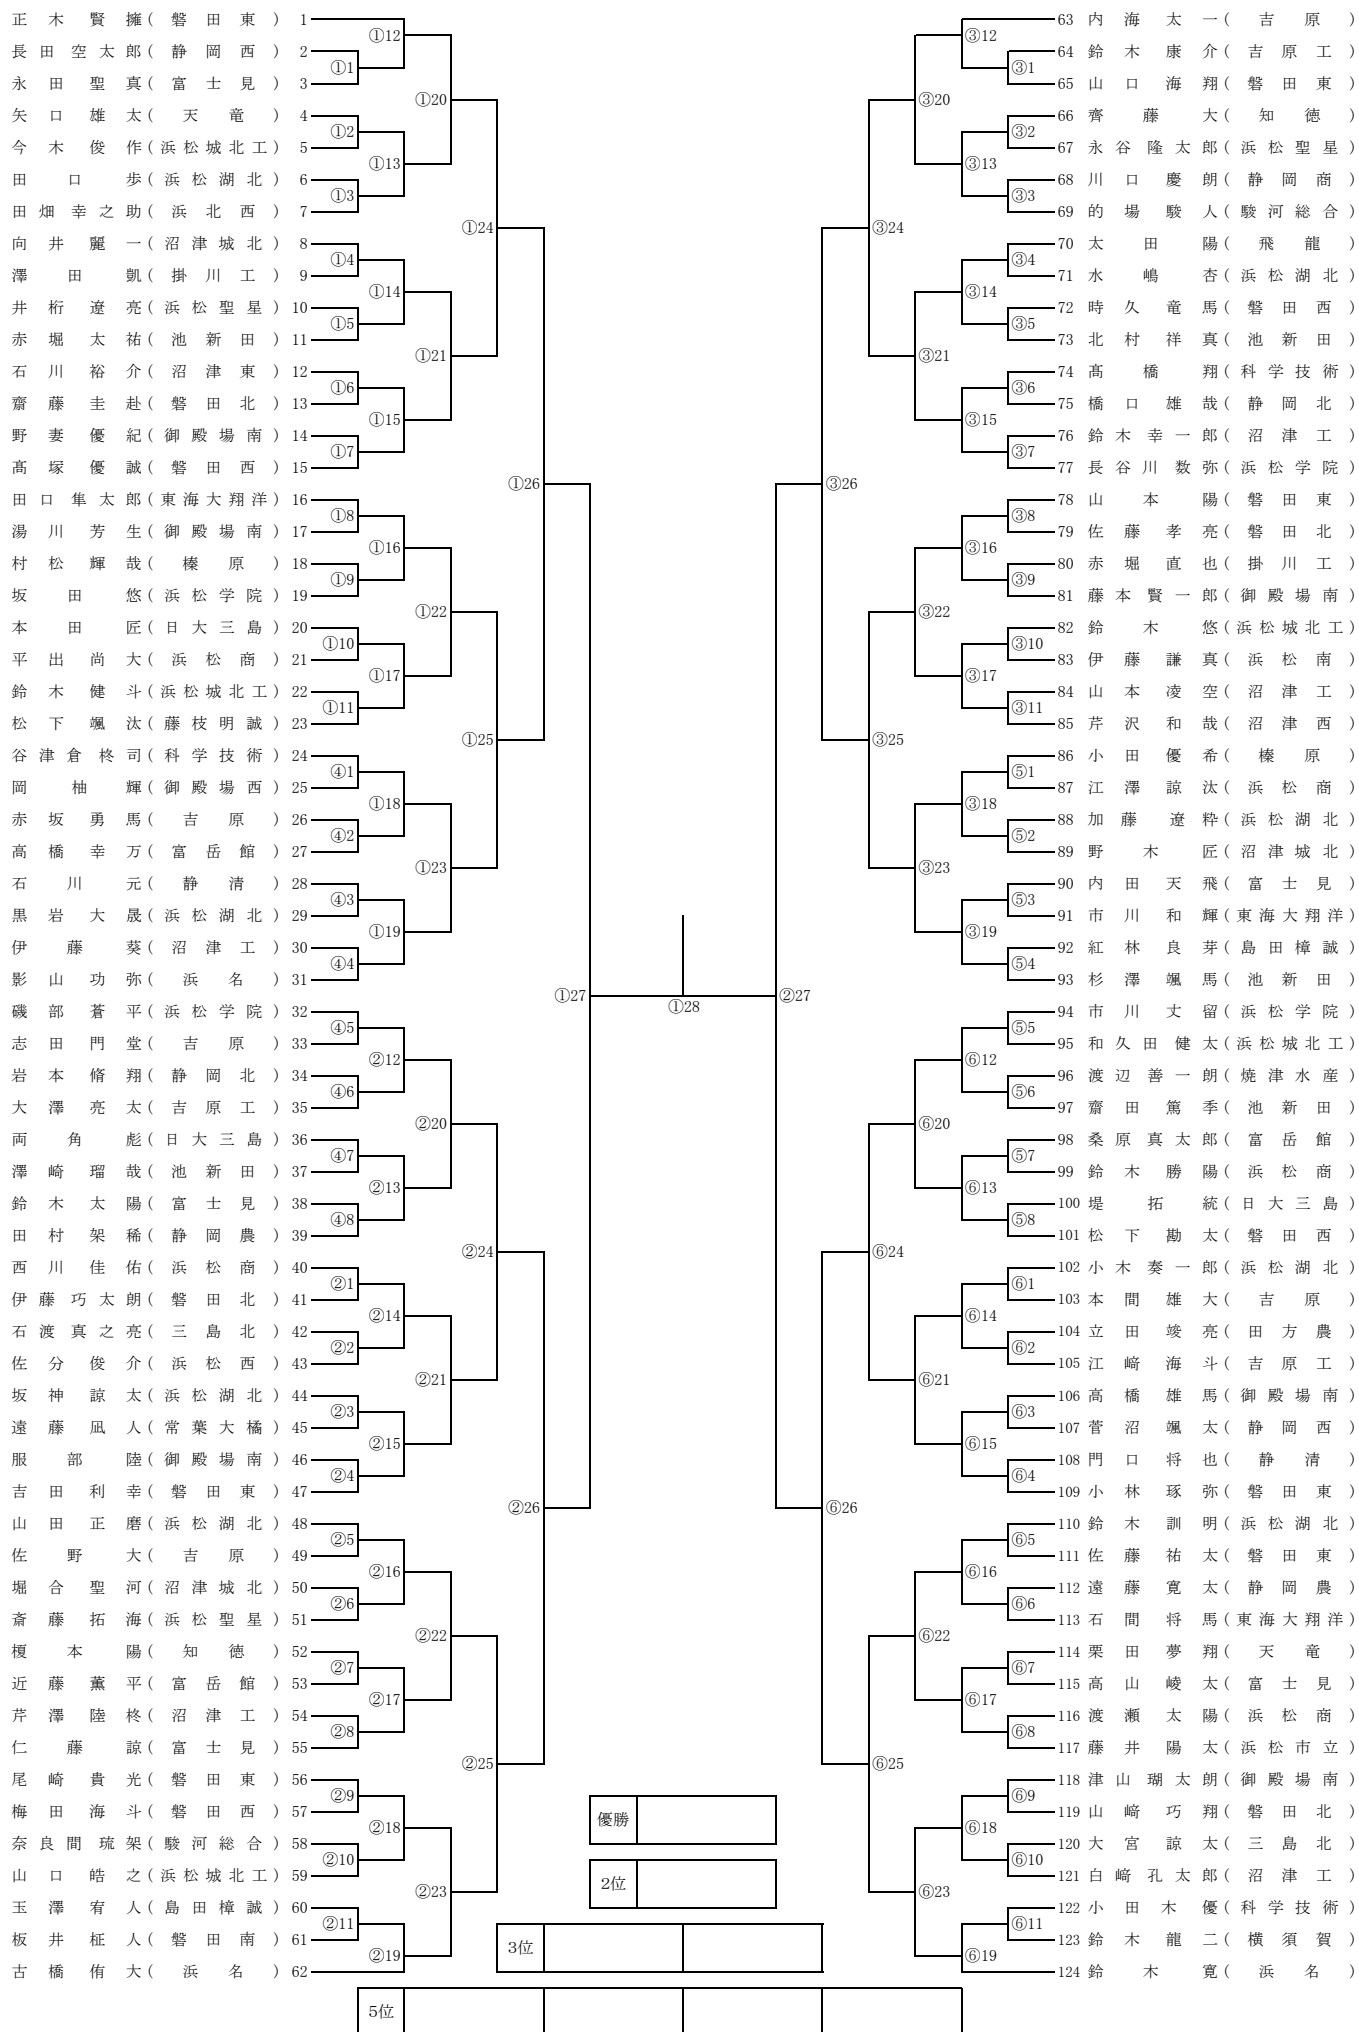 正木賢擁(磐田東) 1
長田空太郎(静岡西) 2
永田聖真(富士見) 3
矢口雄太(天竜) 4
今木俊作(浜松城北工) 5
田口歩(浜松湖北) 6
田畑幸之助(浜北西) 7
向井麗一(沼津城北) 8
澤田凱(掛川工) 9
井桁遼亮(浜松聖星) 10
赤堀太祐(池新田) 11
石川裕介(沼津東) 12
齋藤圭赴(磐田北) 13
野妻優紀(御殿場南) 14
髙塚優誠(磐田西) 15
田口隼太郎(東海大翔洋) 16
湯川芳生(御殿場南) 17
村松輝哉(榛原) 18
坂田悠(浜松学院) 19
本田匠(日大三島) 20
平出尚大(浜松商) 21
鈴木健斗(浜松城北工) 22
松下颯汰(藤枝明誠) 23
谷津倉柊司(科学技術) 24
岡柚輝(御殿場西) 25
赤坂勇馬(吉原) 26
高橋幸万(富岳館) 27
石川元(静清) 28
黒岩大晟(浜松湖北) 29
伊藤葵(沼津工) 30
影山功弥(浜名) 31
磯部蒼平(浜松学院) 32
志田門堂(吉原) 33
岩本脩翔(静岡北) 34
大澤亮太(吉原工) 35
両角彪(日大三島) 36
澤崎瑠哉(池新田) 37
鈴木太陽(富士見) 38
田村架稀(静岡農) 39
西川佳佑(浜松商) 40
伊藤巧太朗(磐田北) 41
石渡真之亮(三島北) 42
佐分俊介(浜松西) 43
坂神諒太(浜松湖北) 44
遠藤凪人(常葉大橘) 45
服部陸(御殿場南) 46
吉田利幸(磐田東) 47
山田正磨(浜松湖北) 48
佐野大(吉原) 49
堀合聖河(沼津城北) 50
斎藤拓海(浜松聖星) 51
榎本陽(知徳) 52
近藤薫平(富岳館) 53
芹澤陸柊(沼津工) 54
仁藤諒(富士見) 55
尾崎貴光(磐田東) 56
梅田海斗(磐田西) 57
奈良間琉架(駿河総合) 58
山口皓之(浜松城北工) 59
玉澤宥人(島田樟誠) 60
板井柾人(磐田南) 61
古橋侑大(浜名) 62
①12
①1
①20
①2
①13
①3
①24
①4
①14
①5
①21
①6
①15
①7
①26
①8
①16
①9
①22
①10
①17
①11
①25
④1
①18
④2
①23
④3
①19
④4
①27
④5
②12
④6
②20
④7
②13
④8
②24
②1
②14
②2
②21
②3
②15
②4
②26
②5
②16
②6
②22
②7
②17
②8
②25
②9
②18
②10
②23
②11
②19
①28
③12
③1
③20
③2
③13
③3
③24
③4
③14
③5
③21
③6
③15
③7
③26
③8
③16
③9
③22
③10
③17
③11
③25
⑤1
③18
⑤2
③23
⑤3
③19
⑤4
②27
⑤5
⑥12
⑤6
⑥20
⑤7
⑥13
⑤8
⑥24
⑥1
⑥14
⑥2
⑥21
⑥3
⑥15
⑥4
⑥26
⑥5
⑥16
⑥6
⑥22
⑥7
⑥17
⑥8
⑥25
⑥9
⑥18
⑥10
⑥23
⑥11
⑥19
63 内海太一(吉原)
64 鈴木康介(吉原工)
65 山口海翔(磐田東)
66 齊藤大(知徳)
67 永谷隆太郎(浜松聖星)
68 川口慶朗(静岡商)
69 的場駿人(駿河総合)
70 太田陽(飛龍)
71 水嶋杏(浜松湖北)
72 時久竜馬(磐田西)
73 北村祥真(池新田)
74 髙橋翔(科学技術)
75 橋口雄哉(静岡北)
76 鈴木幸一郎(沼津工)
77 長谷川数弥(浜松学院)
78 山本陽(磐田東)
79 佐藤孝亮(磐田北)
80 赤堀直也(掛川工)
81 藤本賢一郎(御殿場南)
82 鈴木悠(浜松城北工)
83 伊藤謙真(浜松南)
84 山本凌空(沼津工)
85 芹沢和哉(沼津西)
86 小田優希(榛原)
87 江澤諒汰(浜松商)
88 加藤遼粋(浜松湖北)
89 野木匠(沼津城北)
90 内田天飛(富士見)
91 市川和輝(東海大翔洋)
92 紅林良芽(島田樟誠)
93 杉澤颯馬(池新田)
94 市川丈留(浜松学院)
95 和久田健太(浜松城北工)
96 渡辺善一朗(焼津水産)
97 齋田篤季(池新田)
98 桑原真太郎(富岳館)
99 鈴木勝陽(浜松商)
100 堤拓統(日大三島)
101 松下勘太(磐田西)
102 小木奏一郎(浜松湖北)
103 本間雄大(吉原)
104 立田竣亮(田方農)
105 江﨑海斗(吉原工)
106 高橋雄馬(御殿場南)
107 菅沼颯太(静岡西)
108 門口将也(静清)
109 小林琢弥(磐田東)
110 鈴木訓明(浜松湖北)
111 佐藤祐太(磐田東)
112 遠藤寛太(静岡農)
113 石間将馬(東海大翔洋)
114 栗田夢翔(天竜)
115 高山崚太(富士見)
116 渡瀬太陽(浜松商)
117 藤井陽太(浜松市立)
118 津山瑚太朗(御殿場南)
119 山﨑巧翔(磐田北)
120 大宮諒太(三島北)
121 白﨑孔太郎(沼津工)
122 小田木優(科学技術)
123 鈴木龍二(横須賀)
124 鈴木寛(浜名)
優勝
2位
3位
5位